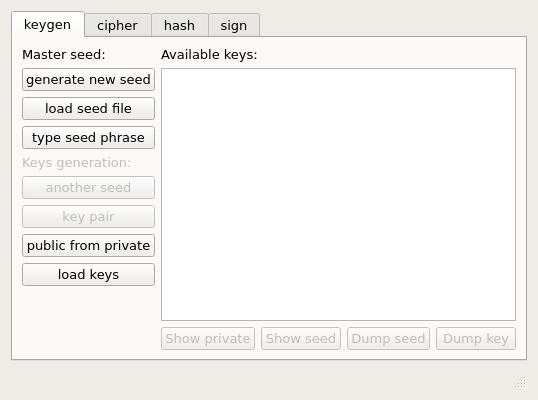 keygen cipher hash sign
Master seed: Available keys:
generate new seed
load seed file
type seed phrase
Keys generation:
another seed
key pair
public from private
load keys
Show private Show seed Dump seed Dump key